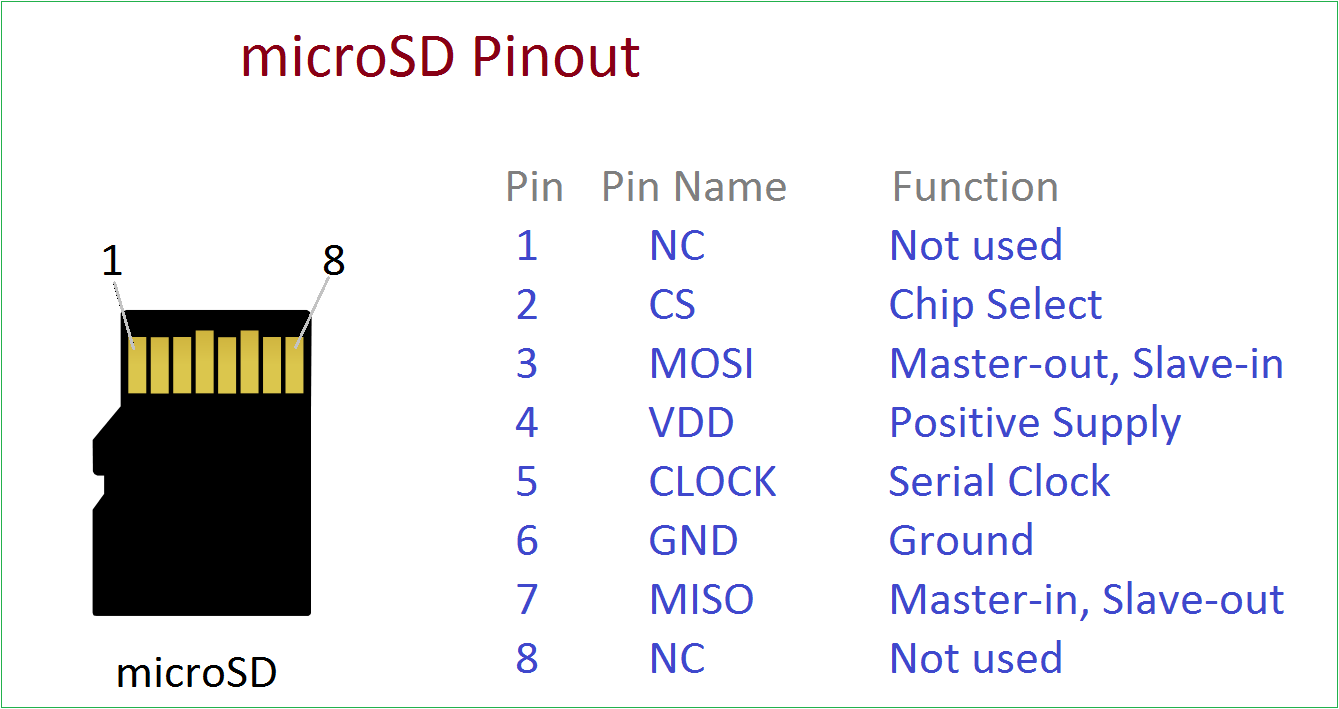 microSD Pinout
Pin Pin Name Function
1 NC Not used
2 CS Chip Select
3 MOSI Master-out, Slave-in
4 VDD Positive Supply
5 CLOCK Serial Clock
6 GND Ground
7 MISO Master-in, Slave-out
8 NC Not used
1 8
microSD